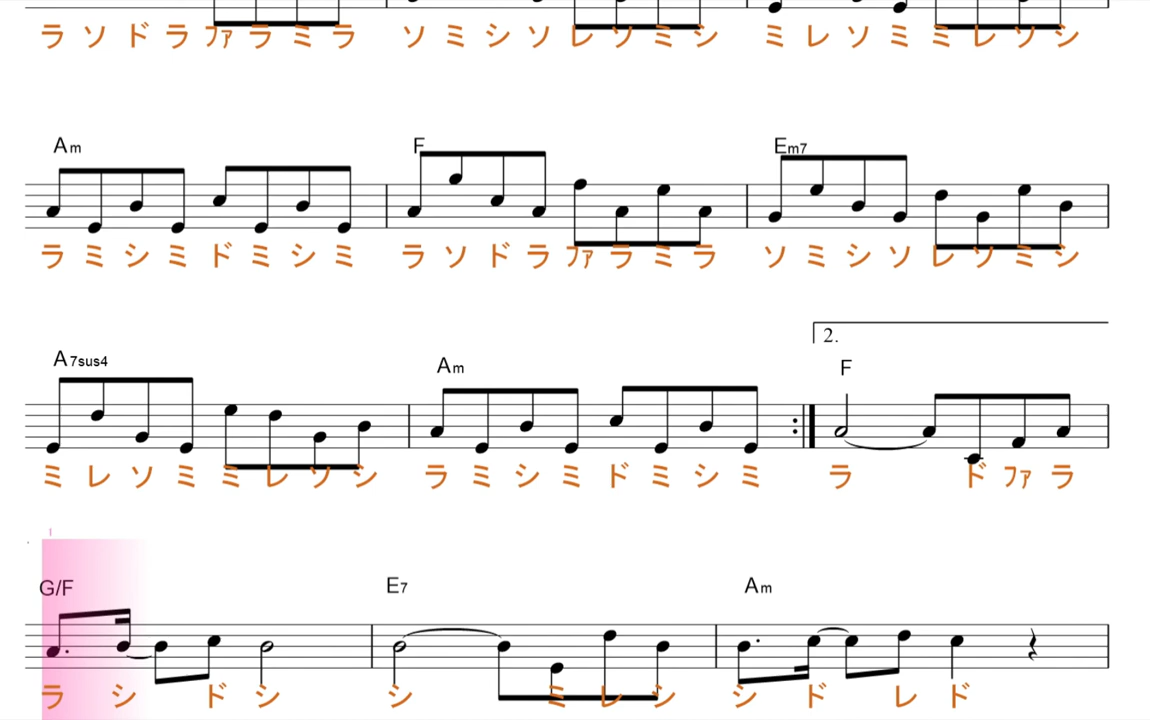 ラ ソ ド ラ ファ ラ ミ ラ ソ ミ シ ソ レ ソ ミ シ ミ レ ソ ミ ミ レ ソ シ
Am F Em7
ラ ミ シ ミ ド ミ シ ミ ラ ソ ド ラ ファ ラ ミ ラ ソ ミ シ ソ レ ソ ミ シ
2.
A7sus4 Am F
ミ レ ソ ミ ミ レ ソ シ ラ ミ シ ミ ド ミ シ ミ ラ ド ファ ラ
G/F E7 Am
ラ シ ド シ シ ミ レ シ シ ド レ ド